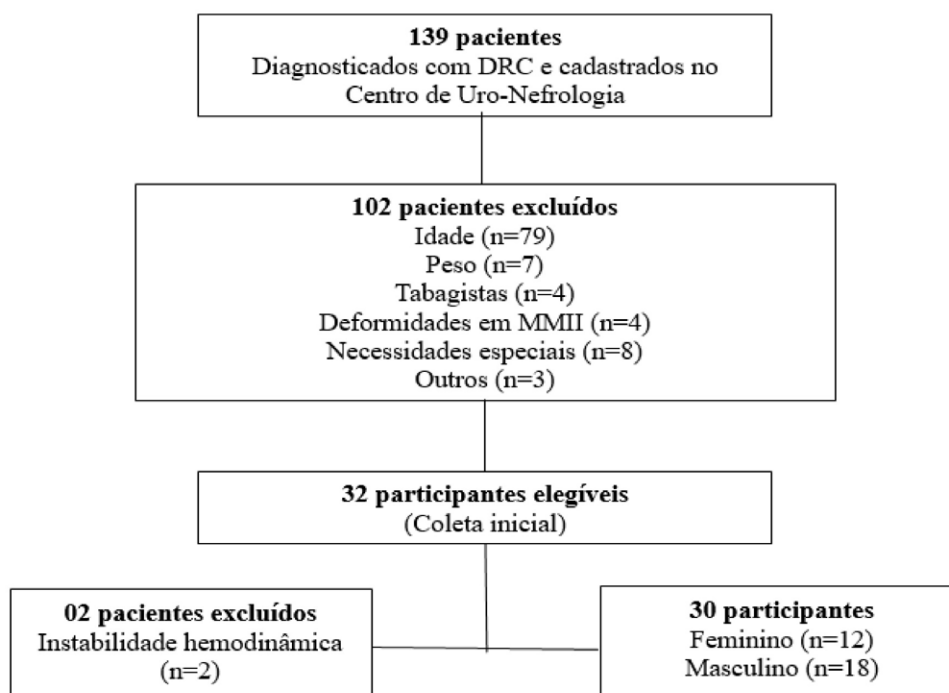 139 pacientes
Diagnosticados com DRC e cadastrados no
Centro de Uro-Nefrologia
102 pacientes excluídos
Idade (n=79)
Peso (n=7)
Tabagistas (n=4)
Deformidades em MMII (n=4)
Necessidades especiais (n=8)
Outros (n=3)
32 participantes elegíveis
(Coleta inicial)
02 pacientes excluídos
Instabilidade hemodinâmica
(n=2)
30 participantes
Feminino (n=12)
Masculino (n=18)